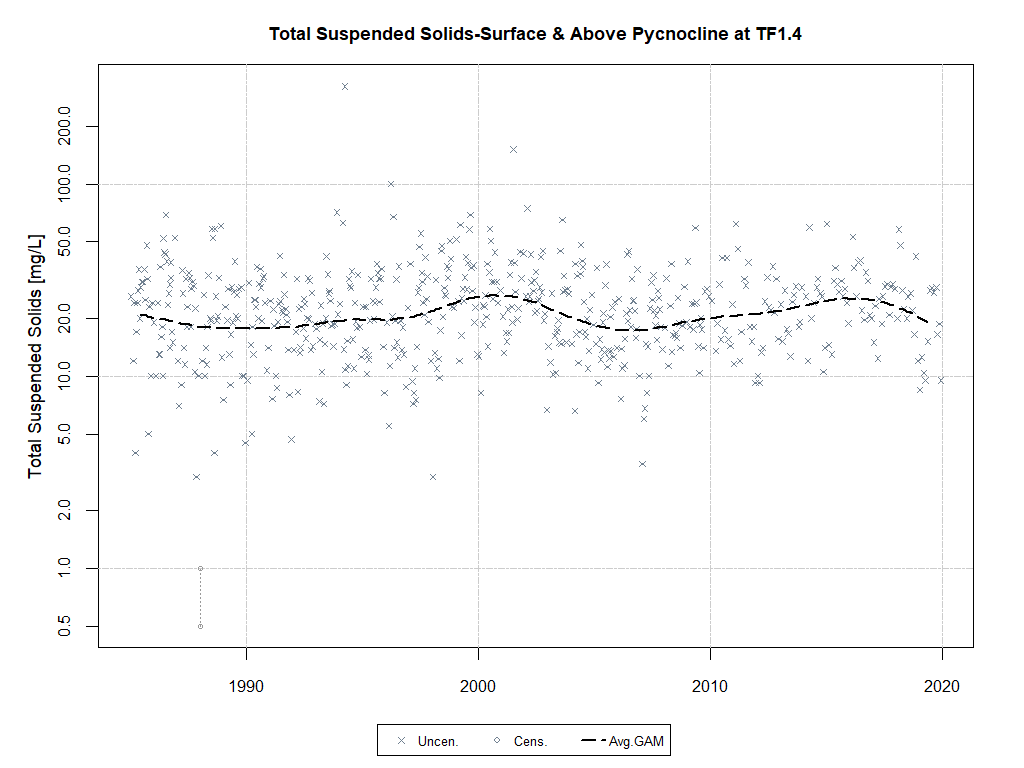 Total Suspended Solids-Surface & Above Pycnocline at TF1.4
Total Suspended Solids [mg/L]
200.0
100.0
50.0
20.0
10.0
5.0
2.0
1.0
0.5
1990 2000 2010 2020
Uncen. Cens. Avg.GAM